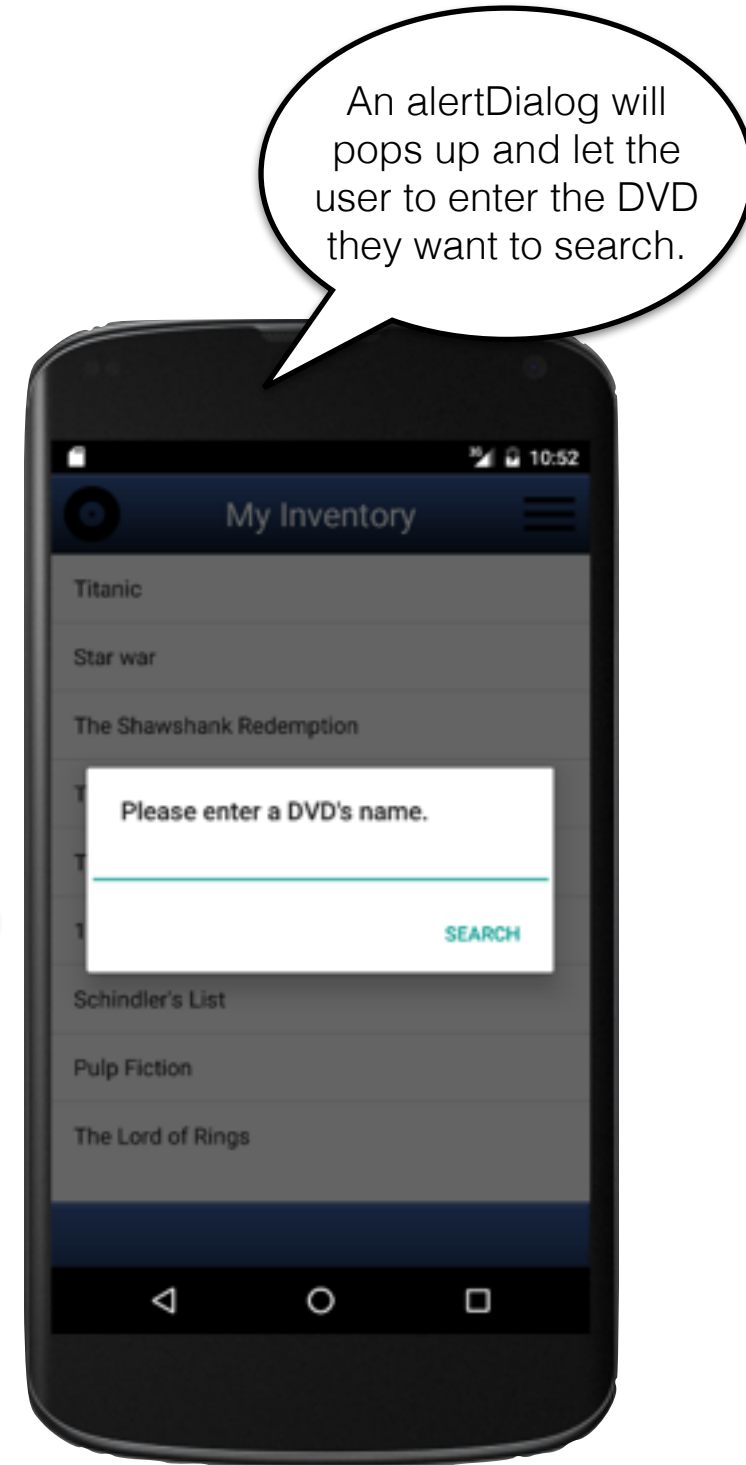 An alertDialog will
pops up and let the
user to enter the DVD
they want to search.
10:52
My Inventory
Titanic
Star war
The Shawshank Redemption
T
Please enter a DVD's name.
T
SEARCH
Schindler's List
Pulp Fiction
The Lord of Rings